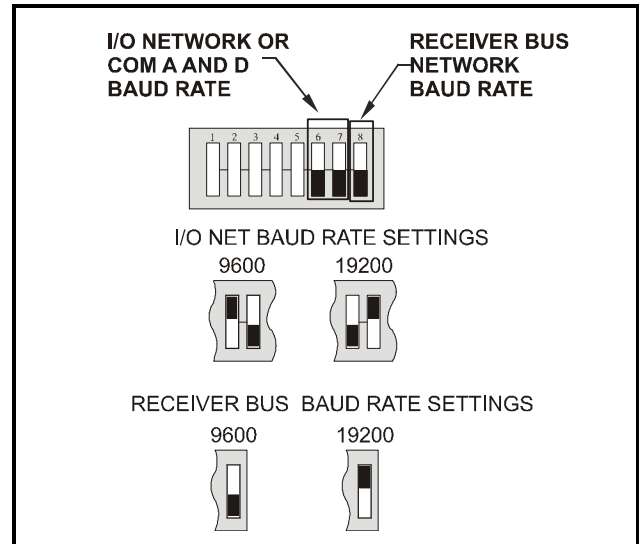 I/O NETWORK OR
COM A AND D
BAUD RATE
RECEIVER BUS
NETWORK
BAUD RATE
1 2 3 4 5 6 7 8
I/O NET BAUD RATE SETTINGS
9600 19200
RECEIVER BUS BAUD RATE SETTINGS
9600 19200